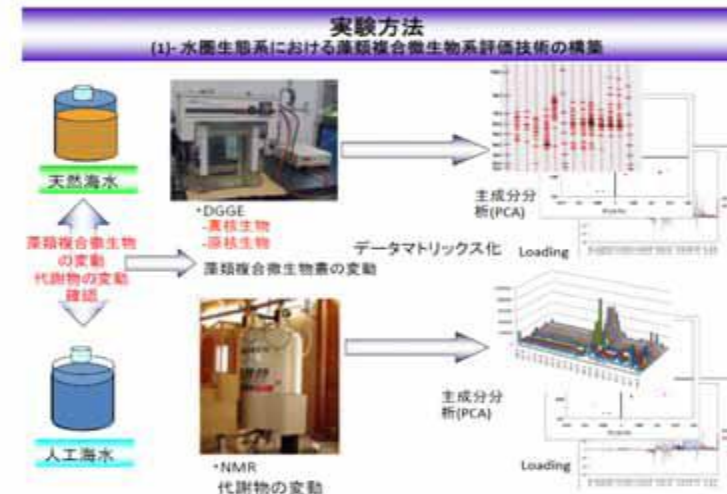 実験方法
(1)- 水圏生態系における藻類複合微生物系評価技術の構築
天然海水
藻類複合微生物
の変動
代謝物の変動
確認
人工海水
・DGGE
-真核生物
-原核生物
藻類複合微生物叢の変動
データマトリックス化
主成分分
析(PCA)
Loading
・NMR
代謝物の変動
主成分分
析(PCA)
Loading